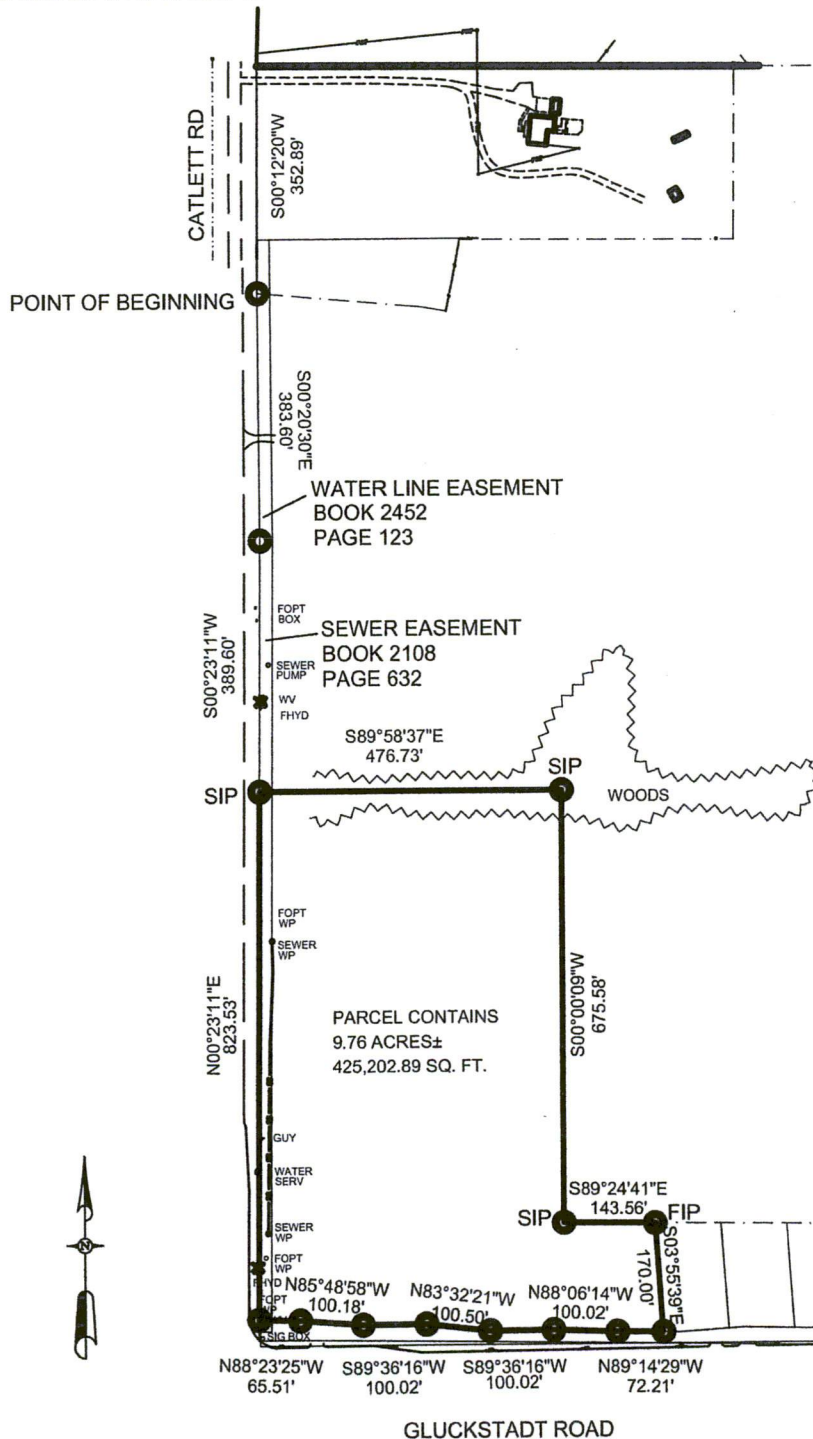 CATLETT RD
S00°12'20"W
352.89'
POINT OF BEGINNING
S00°20'30"E
383.60'
WATER LINE EASEMENT
BOOK 2452
PAGE 123
FOPT
BOX
SEWER EASEMENT
BOOK 2108
PAGE 632
SEWER
PUMP
S00°23'11"W
389.60'
WV
FHYD
S89°58'37"E
476.73'
SIP
SIP
WOODS
FOPT
WP
SEWER
WP
N00°23'11"E
823.53'
PARCEL CONTAINS
9.76 ACRES±
425,202.89 SQ. FT.
S00°00'09"W
675.58'
GUY
WATER
SERV
N
S89°24'41"E
143.56'
SIP
FIP
SEWER
WP
S03°55'39"E
170.00'
FOPT
WP
FHYD
FOPT
WP
N85°48'58"W
100.18'
N83°32'21"W
100.50'
N88°06'14"W
100.02'
SIG BOX
N88°23'25"W
65.51'
S89°36'16"W
100.02'
S89°36'16"W
100.02'
N89°14'29"W
72.21'
GLUCKSTADT ROAD